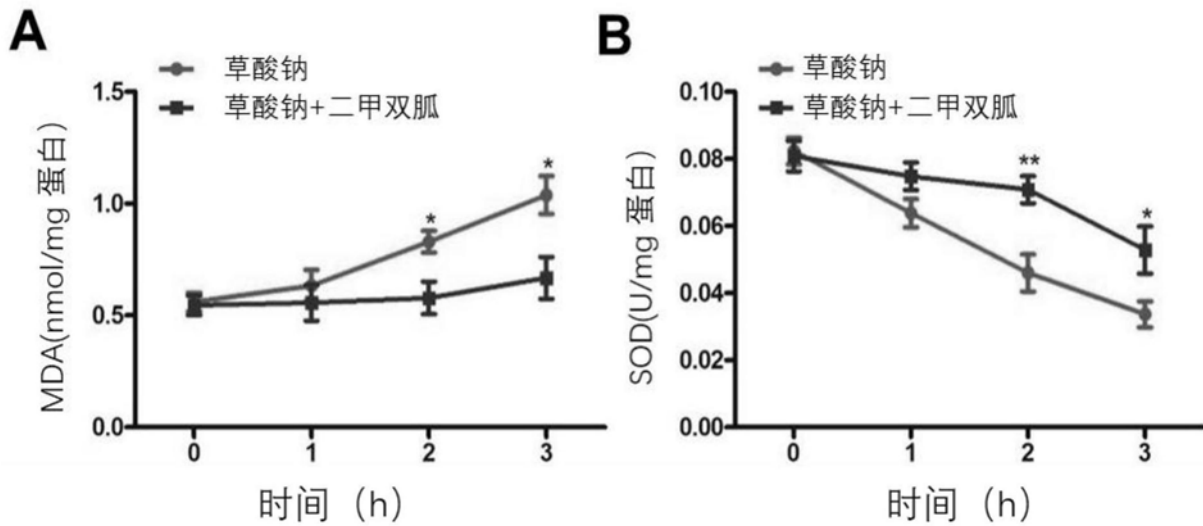 A
草酸钠
草酸钠+二甲双胍
MDA(nmol/mg 蛋白)
1.5
1.0
0.5
0.0
*
*
0 1 2 3
时间（h）
B
草酸钠
草酸钠+二甲双胍
SOD(U/mg 蛋白)
0.10
0.08
0.06
0.04
0.02
0.00
**
*
0 1 2 3
时间（h）